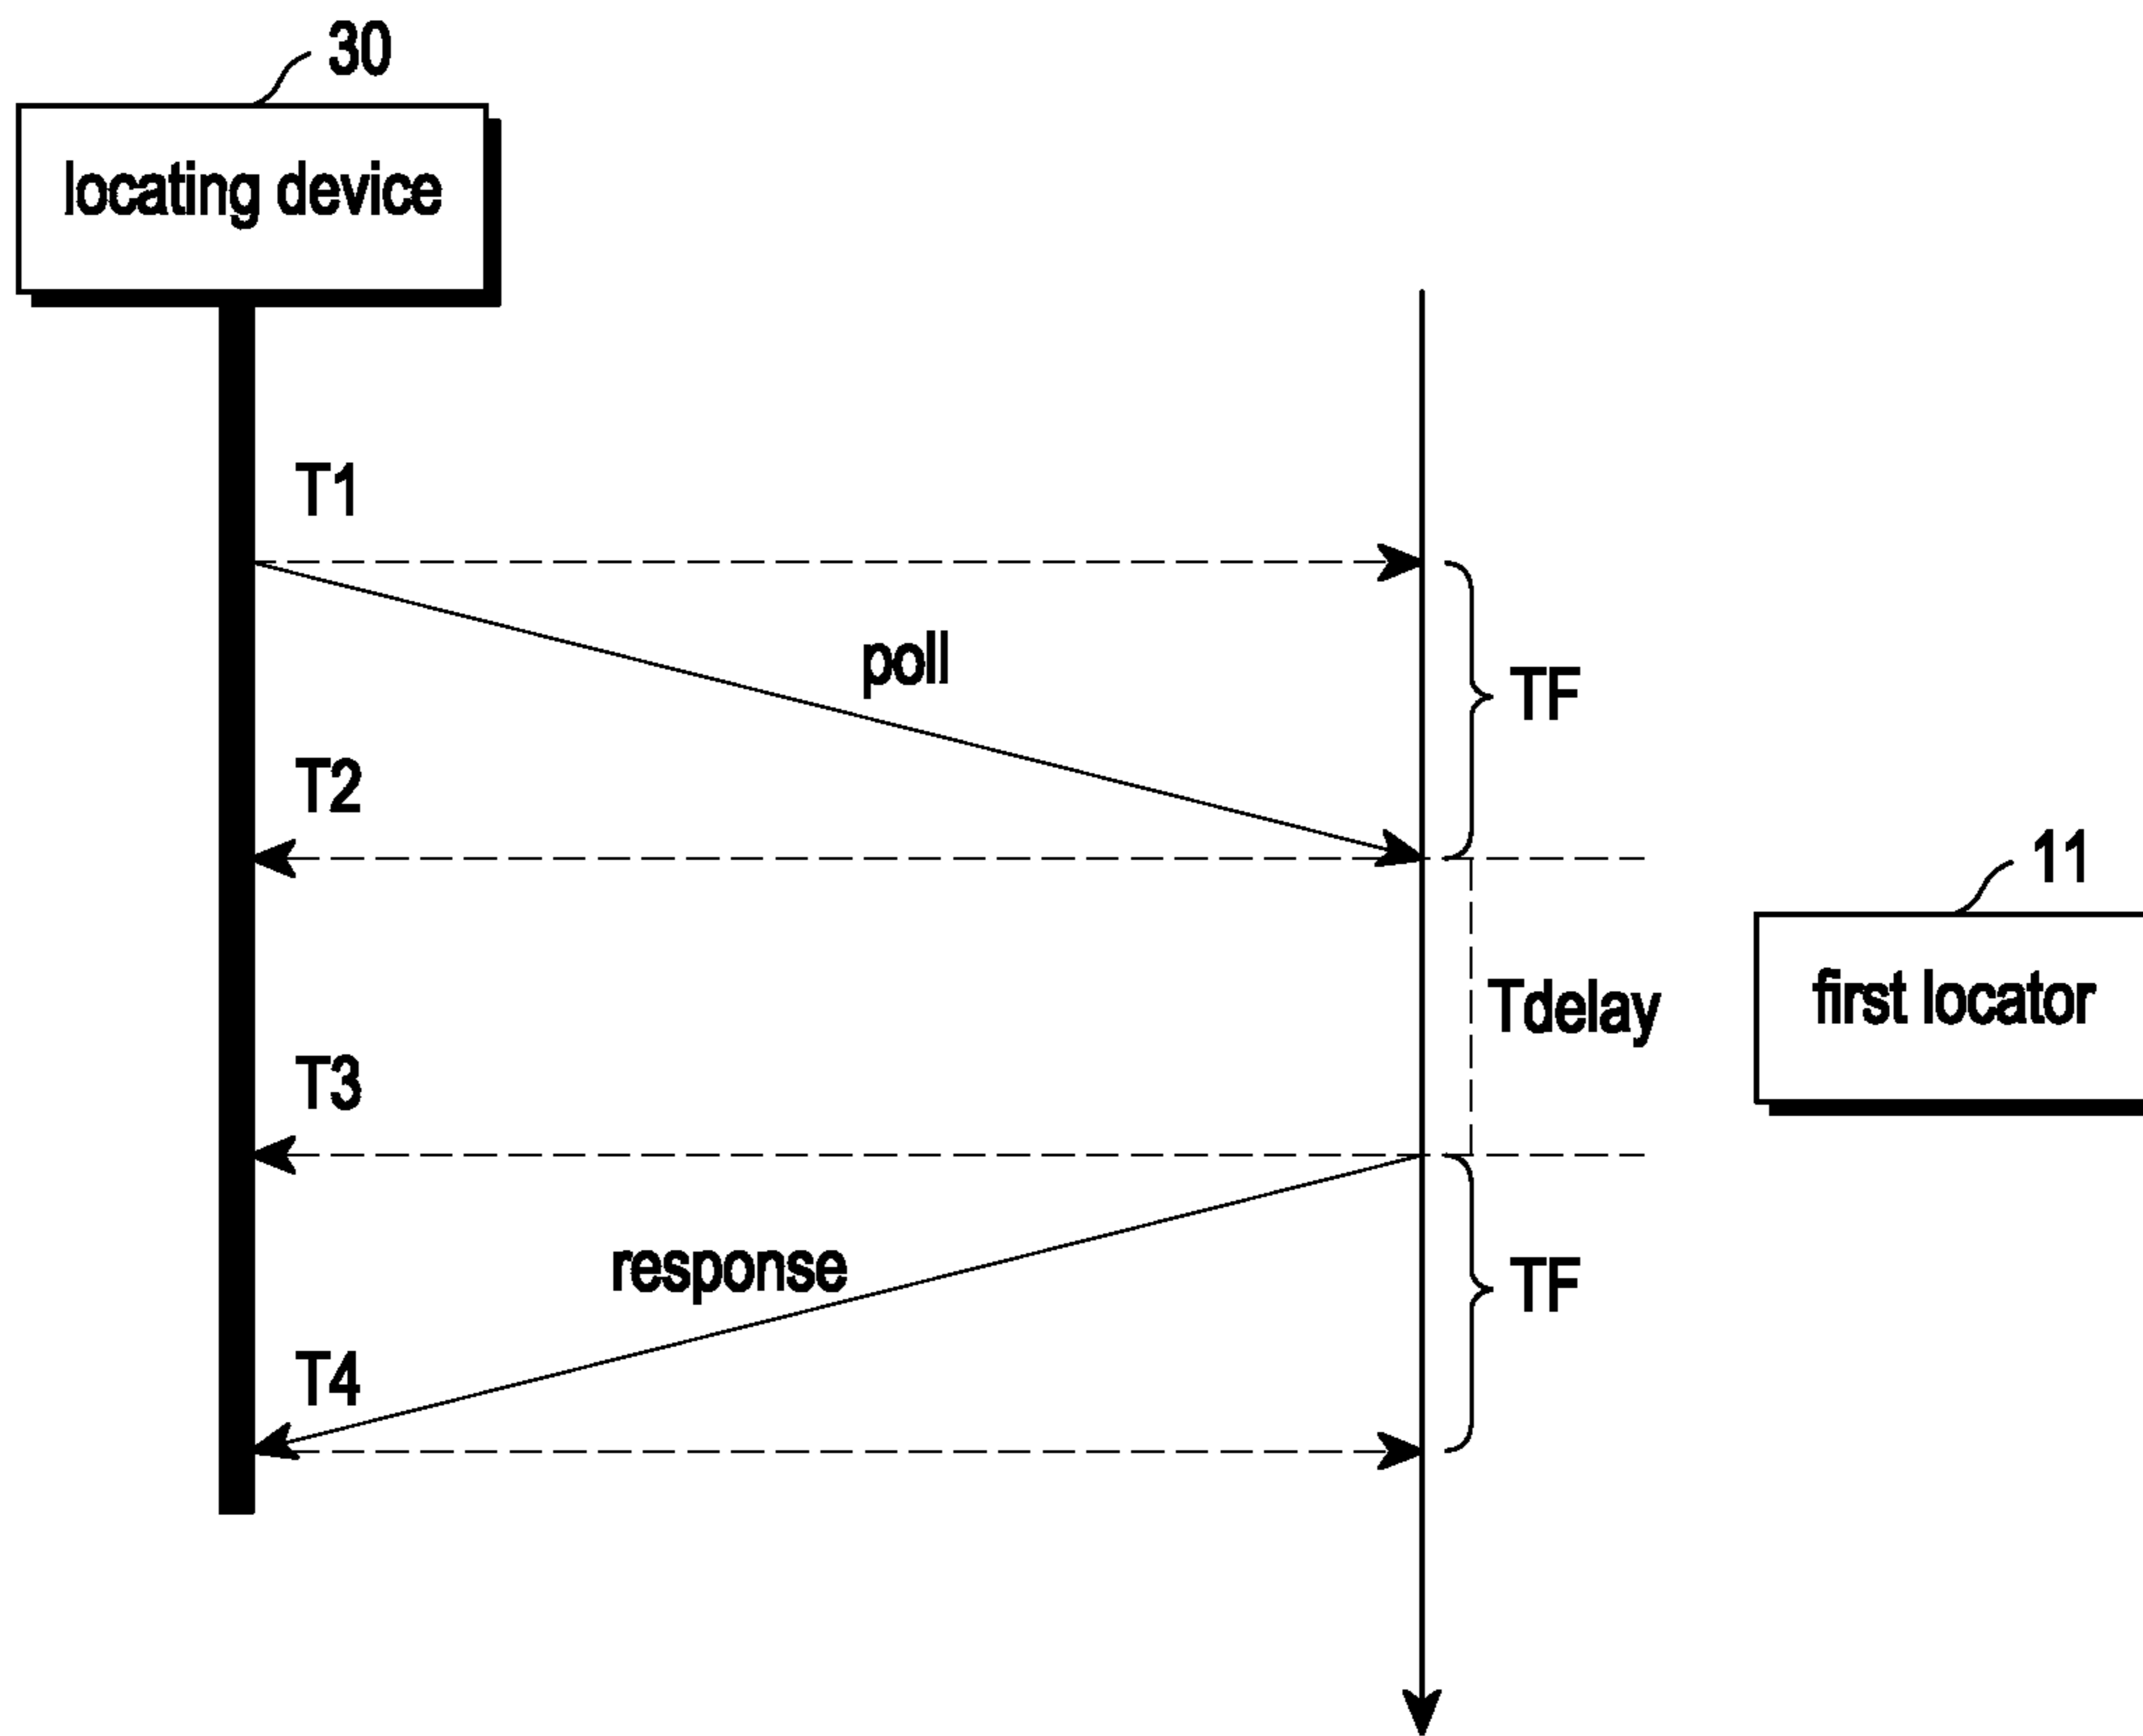 30
locating device
T1
poll
TF
T2
11
first locator
Tdelay
T3
response
TF
T4